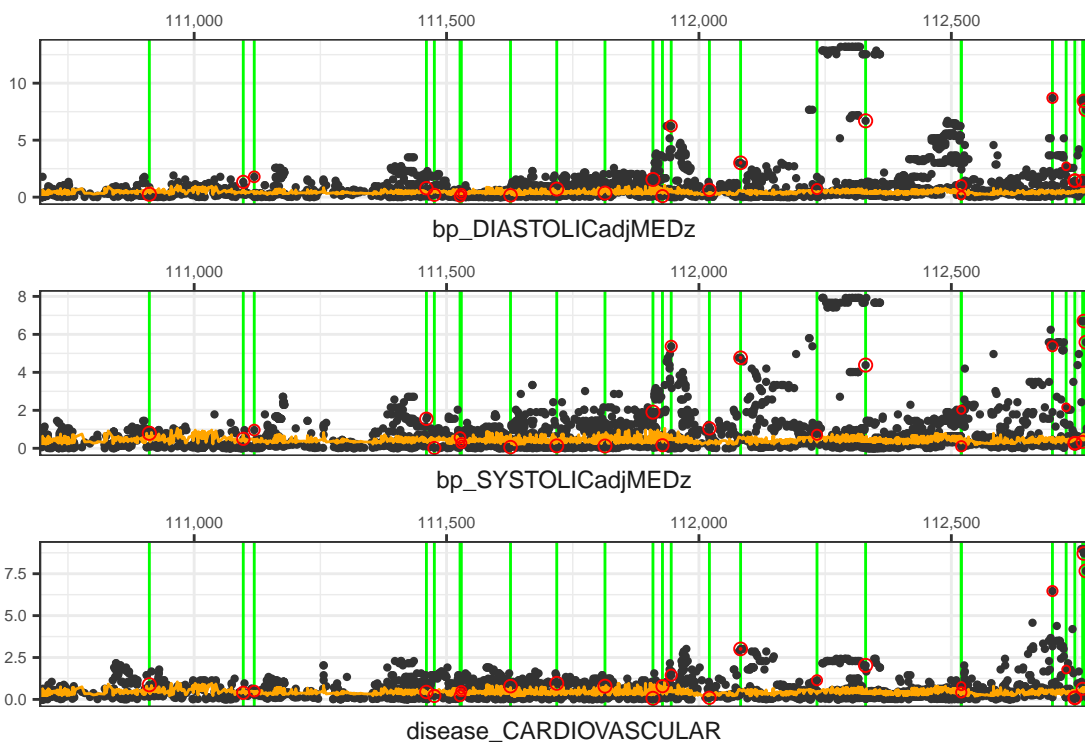 111,000 111,500 112,000 112,500
10
5
0
bp_DIASTOLICadjMEDz
111,000 111,500 112,000 112,500
8
6
4
2
0
bp_SYSTOLICadjMEDz
111,000 111,500 112,000 112,500
7.5
5.0
2.5
0.0
disease_CARDIOVASCULAR